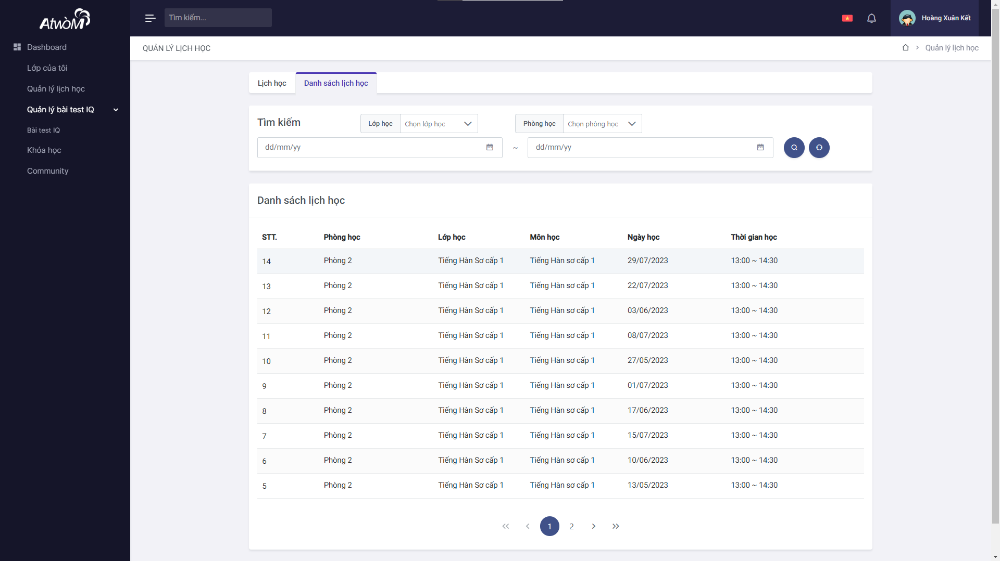 AtwòM
Tìm kiếm...
Hoàng Xuân Kết
Dashboard
Lớp của tôi
Quản lý lịch học
Quản lý bài test IQ
Bài test IQ
Khóa học
Community
QUẢN LÝ LỊCH HỌC
Quản lý lịch học
Lịch học Danh sách lịch học
Tìm kiếm Lớp học Chọn lớp học Phòng học Chọn phòng học
dd/mm/yy ~ dd/mm/yy
Danh sách lịch học
STT. Phòng học Lớp học Môn học Ngày học Thời gian học
14 Phòng 2 Tiếng Hàn Sơ cấp 1 Tiếng Hàn sơ cấp 1 29/07/2023 13:00 ~ 14:30
13 Phòng 2 Tiếng Hàn Sơ cấp 1 Tiếng Hàn sơ cấp 1 22/07/2023 13:00 ~ 14:30
12 Phòng 2 Tiếng Hàn Sơ cấp 1 Tiếng Hàn sơ cấp 1 03/06/2023 13:00 ~ 14:30
11 Phòng 2 Tiếng Hàn Sơ cấp 1 Tiếng Hàn sơ cấp 1 08/07/2023 13:00 ~ 14:30
10 Phòng 2 Tiếng Hàn Sơ cấp 1 Tiếng Hàn sơ cấp 1 27/05/2023 13:00 ~ 14:30
9 Phòng 2 Tiếng Hàn Sơ cấp 1 Tiếng Hàn sơ cấp 1 01/07/2023 13:00 ~ 14:30
8 Phòng 2 Tiếng Hàn Sơ cấp 1 Tiếng Hàn sơ cấp 1 17/06/2023 13:00 ~ 14:30
7 Phòng 2 Tiếng Hàn Sơ cấp 1 Tiếng Hàn sơ cấp 1 15/07/2023 13:00 ~ 14:30
6 Phòng 2 Tiếng Hàn Sơ cấp 1 Tiếng Hàn sơ cấp 1 10/06/2023 13:00 ~ 14:30
5 Phòng 2 Tiếng Hàn Sơ cấp 1 Tiếng Hàn sơ cấp 1 13/05/2023 13:00 ~ 14:30
1 2